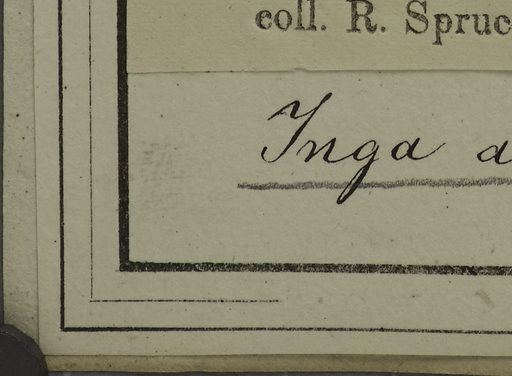 coll. R. Spruc
Inga a